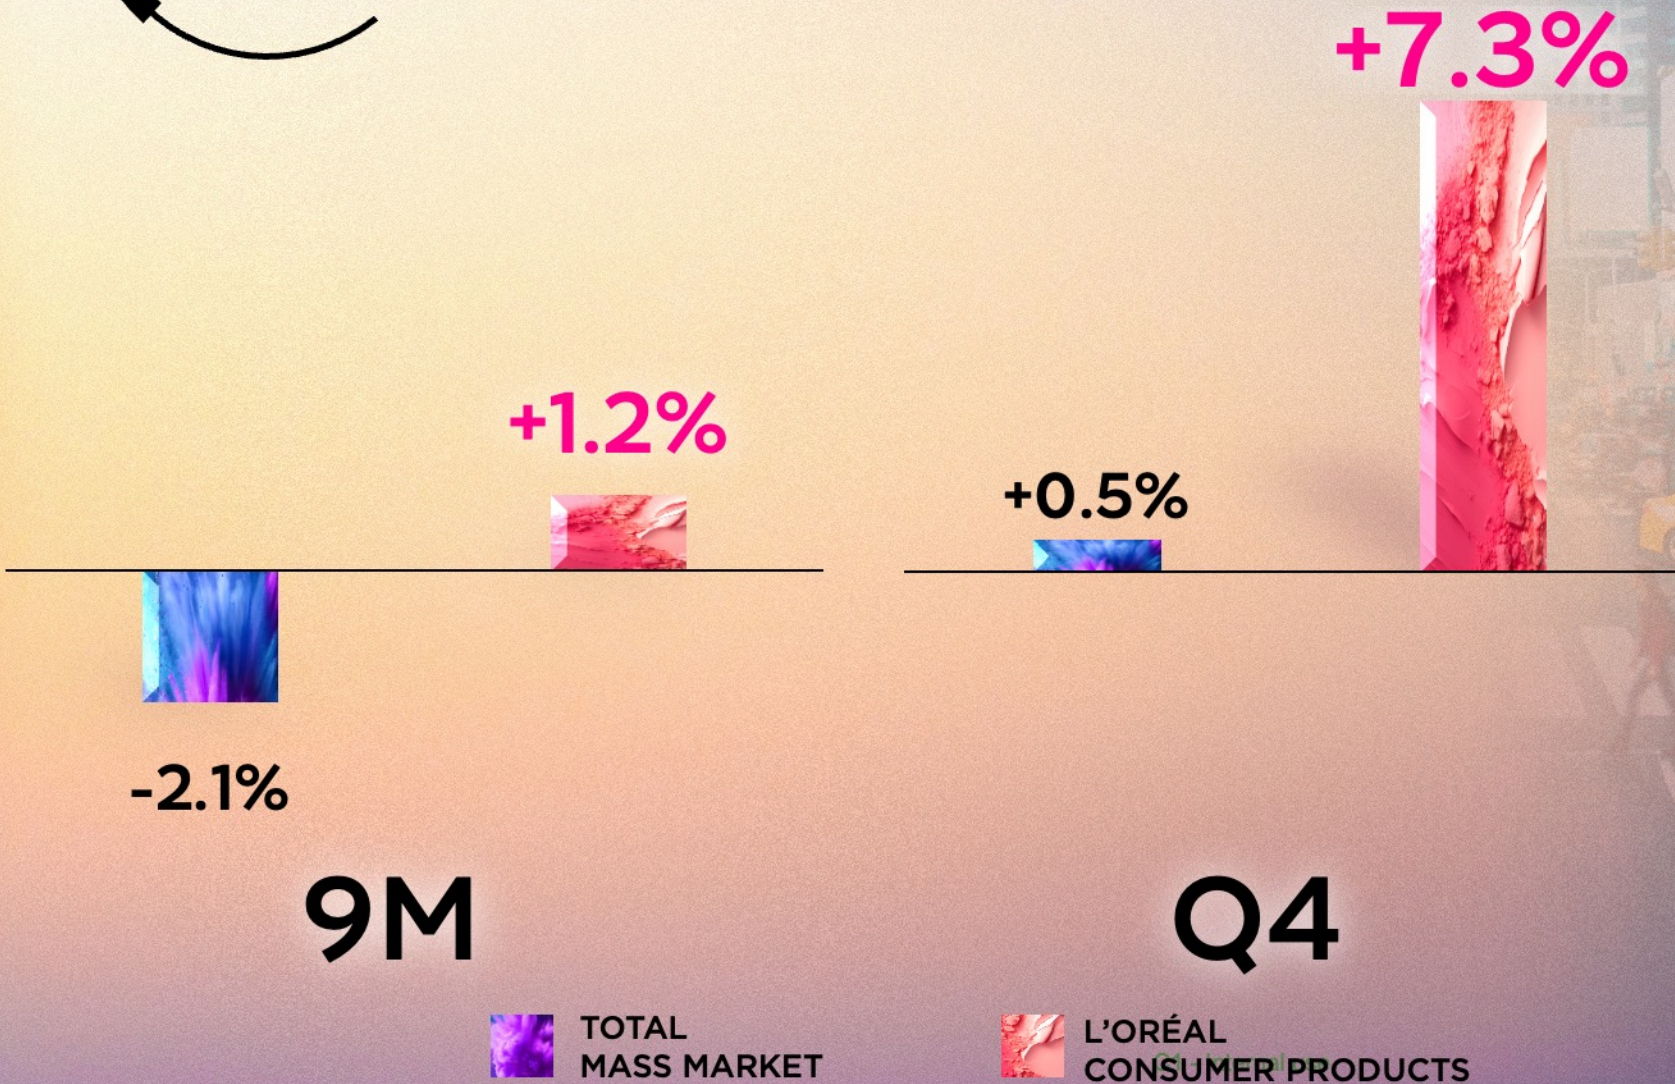 +7.3%
+1.2%
+0.5%
-2.1%
9M
Q4
TOTAL
MASS MARKET
L'ORÉAL
CONSUMER PRODUCTS